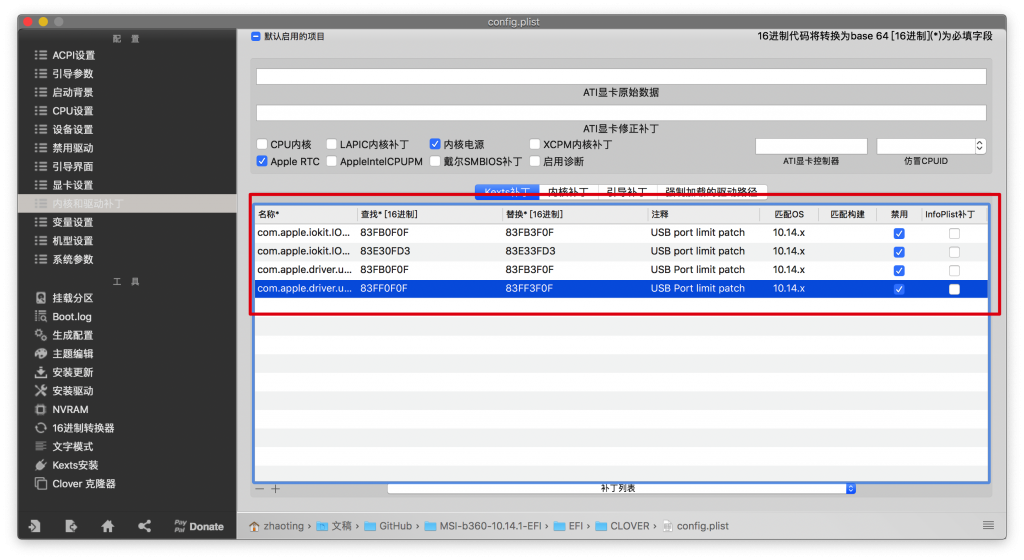 config.plist
配 置
ACPI设置
引导参数
启动背景
CPU设置
设备设置
禁用驱动
引导界面
显卡设置
内核和驱动补丁
变量设置
机型设置
系统参数
工 具
挂载分区
Boot.log
生成配置
主题编辑
安装更新
安装驱动
NVRAM
16进制转换器
文字模式
Kexts安装
Clover 克隆器
Pay Pal Donate
默认启用的项目 16进制代码将转换为base 64 [16进制](*)为必填字段
ATI显卡原始数据
ATI显卡修正补丁
CPU内核 LAPIC内核补丁 内核电源 XCPM内核补丁
Apple RTC AppleIntelCPUPM 戴尔SMBIOS补丁 启用诊断
ATI显卡控制器 仿冒CPUID
Kexts补丁 内核补丁 引导补丁 强制加载的驱动路径
名称* 查找* [16进制] 替换* [16进制] 注释 匹配OS 匹配构建 禁用 InfoPlist补丁
com.apple.iokit.IO... 83FB0F0F 83FB3F0F USB port limit patch 10.14.x
com.apple.iokit.IO... 83E30FD3 83E33FD3 USB Port limit patch 10.14.x
com.apple.driver.u... 83FB0F0F 83FB3F0F USB Port limit patch 10.14.x
com.apple.driver.u... 83FF0F0F 83FF3F0F USB Port limit patch 10.14.x
补丁列表
zhaoting › 文稿 › GitHub › MSI-b360-10.14.1-EFI › EFI › CLOVER › config.plist